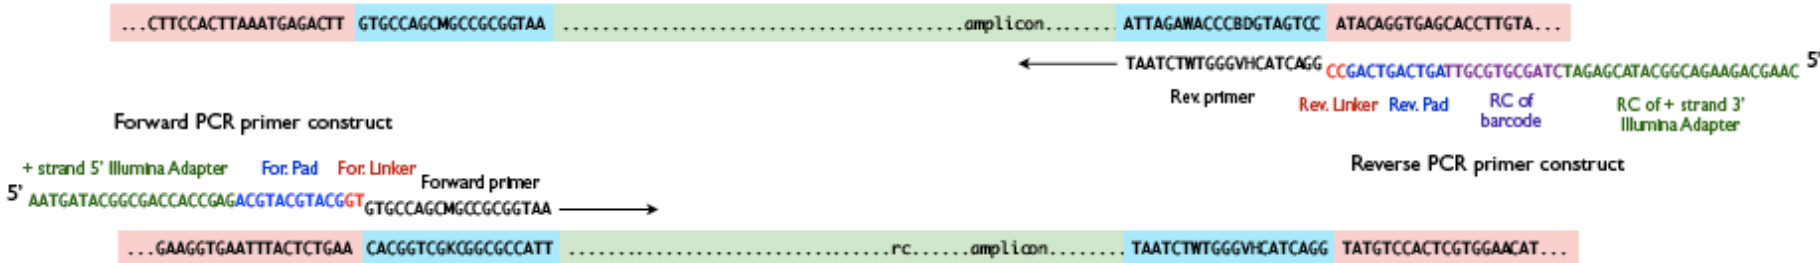 ...CTTCCACTTAAATGAGACTT GTGCCAGCMGCCGCGGTAA ................................................amplicon....... ATTAGAWACCCBDGTAGTCC ATACAGGTGAGCACCTTGTA...
TAATCTWTGGGVHCATCAGG CCGACTGACTGATTGCGTGCGATCTAGAGCATACGGCAGAAGACGAAC 5'
Rev. primer Rev. Linker Rev. Pad RC of barcode RC of + strand 3' Illumina Adapter
Forward PCR primer construct
Reverse PCR primer construct
+ strand 5' Illumina Adapter For. Pad For. Linker
Forward primer
5' AATGATACGGCGACCACCGAGACGTACGTACGGT GTGCCAGCMGCCGCGGTAA
...GAAGGTGAATTTACTCTGAA CACGGTCGKCGGCGCCATT ......................................rc......amplicon........ TAATCTWTGGGVHCATCAGG TATGTCCACTCGTGGAACAT...